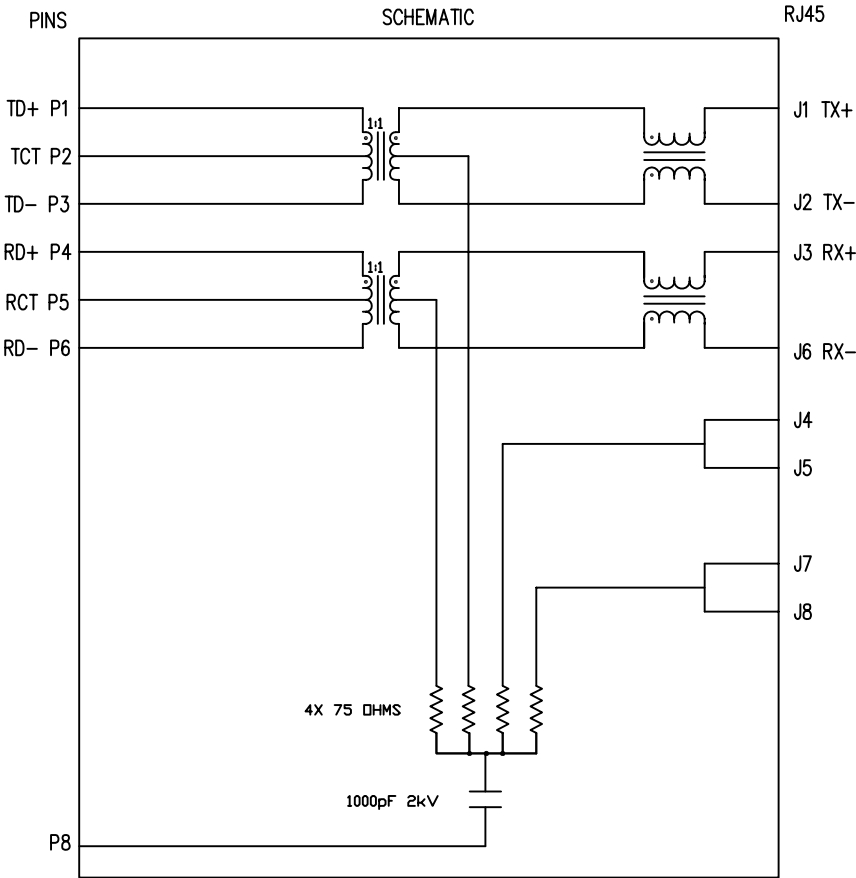 PINS
SCHEMATIC
RJ45
TD+ P1
1:1
J1 TX+
TCT P2
TD- P3
J2 TX-
RD+ P4
1:1
J3 RX+
RCT P5
RD- P6
J6 RX-
J4
J5
J7
J8
4X 75 OHMS
1000pF 2kV
P8